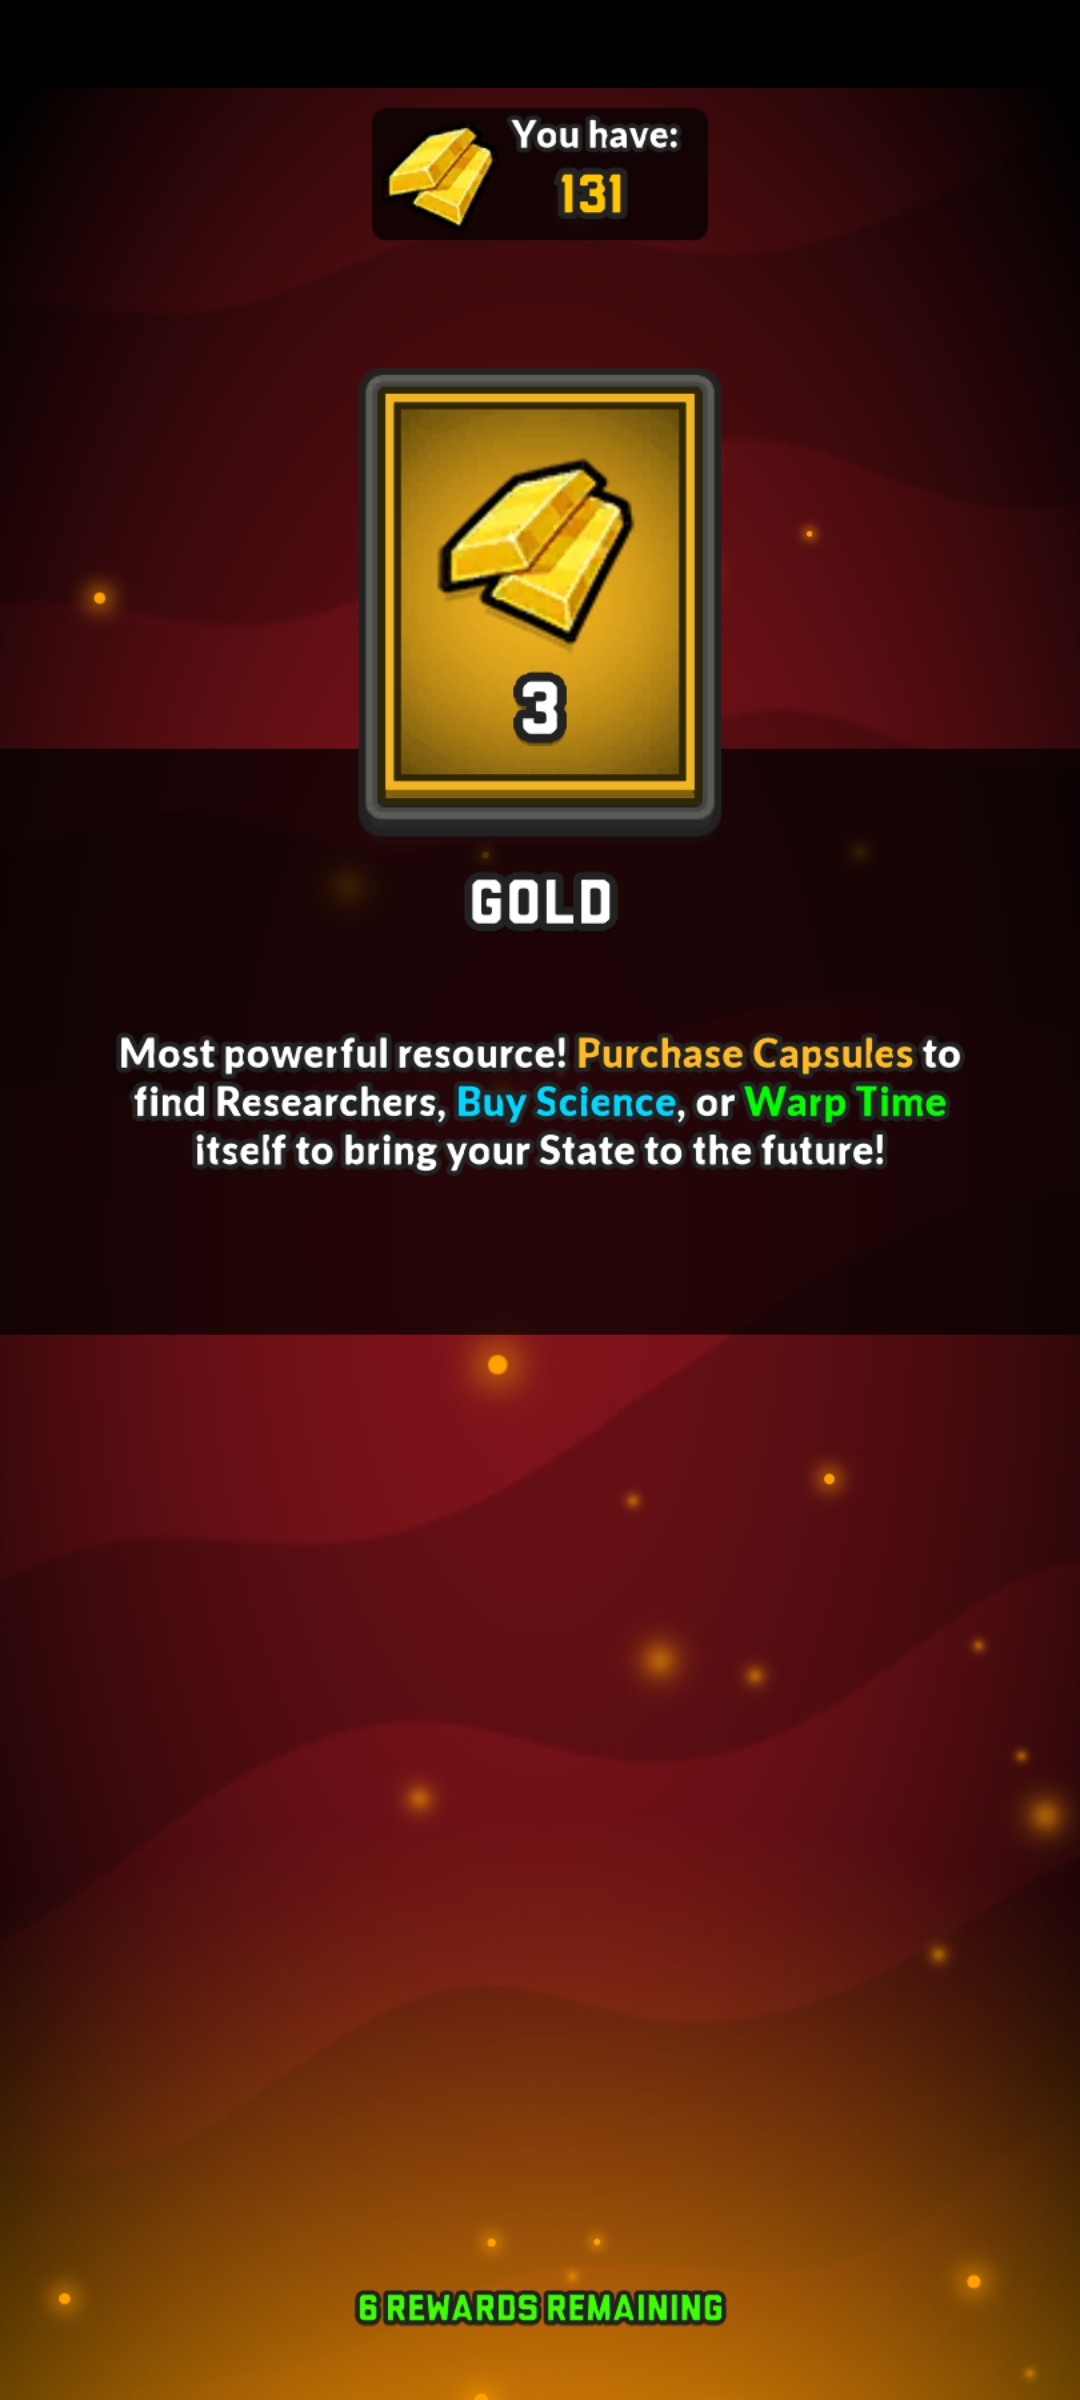 You have:
131
3
GOLD
Most powerful resource! Purchase Capsules to
find Researchers, Buy Science, or Warp Time
itself to bring your State to the future!
6 REWARDS REMAINING